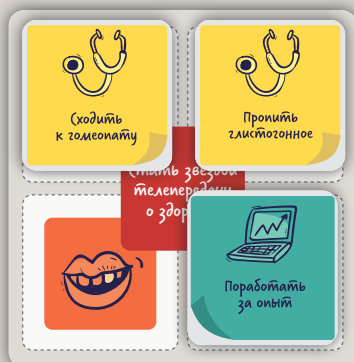 Сходить
к гомеопату
Пропить
глистогонное
Стать звездой
телепередачи
о здор
Поработать
за опыт